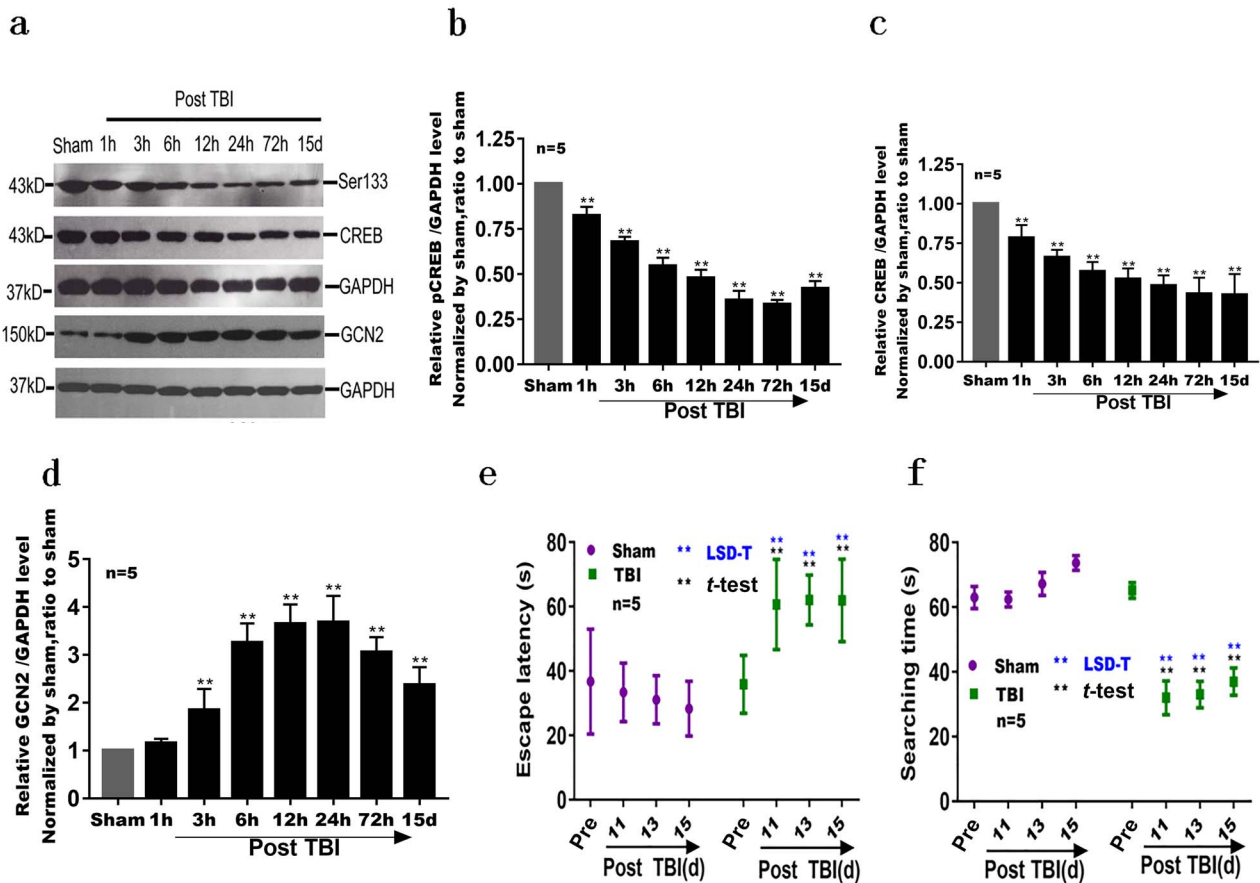 a
Post TBI
Sham 1h 3h 6h 12h 24h 72h 15d
43kD Ser133
43kD CREB
37kD GAPDH
150kD GCN2
37kD GAPDH
b
Relative pCREB /GAPDH level
Normalized by sham,ratio to sham
n=5
1.25
1.00
0.75
0.50
0.25
0.00
** ** ** ** ** ** **
Sham 1h 3h 6h 12h 24h 72h 15d
Post TBI
c
Relative CREB /GAPDH level
Normalized by sham,ratio to sham
n=5
1.25
1.00
0.75
0.50
0.25
0.00
** ** ** ** ** ** **
Sham 1h 3h 6h 12h 24h 72h 15d
Post TBI
d
Relative GCN2 /GAPDH level
Normalized by sham,ratio to sham
n=5
5
4
3
2
1
0
** ** ** ** ** **
Sham 1h 3h 6h 12h 24h 72h 15d
Post TBI
e
Escape latency (s)
80
60
40
20
0
Sham ** LSD-T
TBI ** t-test
n=5
** ** **
** ** **
Pre 11 13 15 Pre 11 13 15
Post TBI(d) Post TBI(d)
f
Searching time (s)
80
60
40
20
0
Sham ** LSD-T
TBI ** t-test
n=5
** ** **
** ** **
Pre 11 13 15 Pre 11 13 15
Post TBI(d) Post TBI(d)